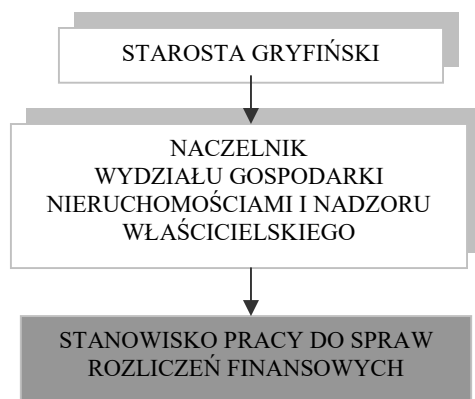 STAROSTA GRYFIŃSKI
NACZELNIK
WYDZIAŁU GOSPODARKI
NIERUCHOMOŚCIAMI I NADZORU
WŁAŚCICIELSKIEGO
STANOWISKO PRACY DO SPRAW
ROZLICZEŃ FINANSOWYCH